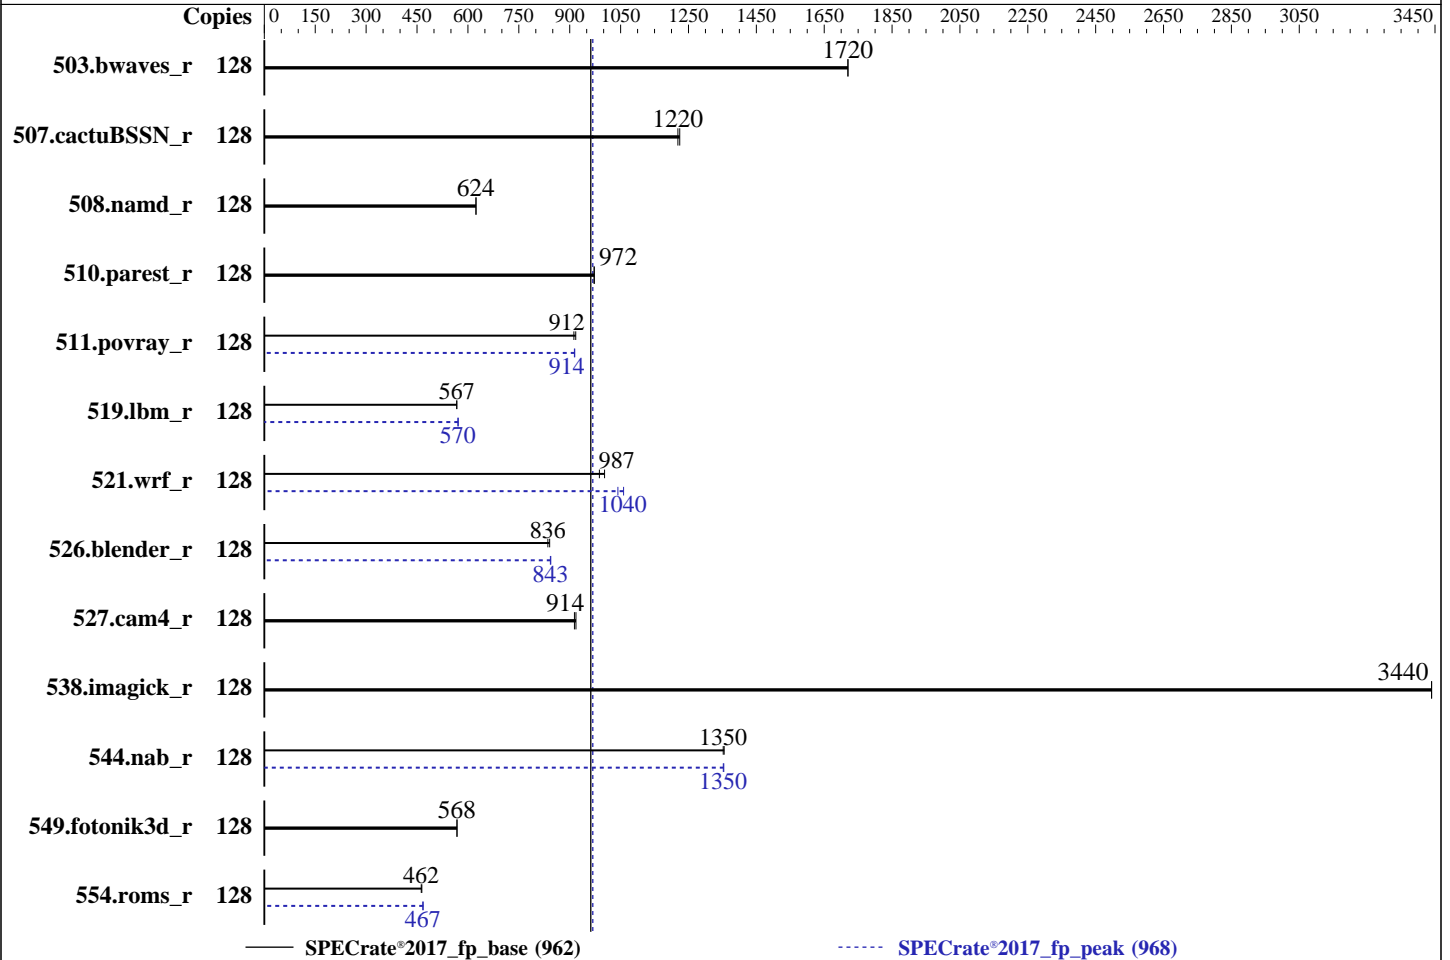 Copies 0 150 300 450 600 750 900 1050 1250 1450 1650 1850 2050 2250 2450 2650 2850 3050 3450
503.bwaves_r 128 1720
507.cactuBSSN_r 128 1220
508.namd_r 128 624
510.parest_r 128 972
511.povray_r 128 912
914
519.lbm_r 128 567
570
521.wrf_r 128 987
1040
526.blender_r 128 836
843
527.cam4_r 128 914
538.imagick_r 128 3440
544.nab_r 128 1350
1350
549.fotonik3d_r 128 568
554.roms_r 128 462
467
SPECrate®2017_fp_base (962) SPECrate®2017_fp_peak (968)